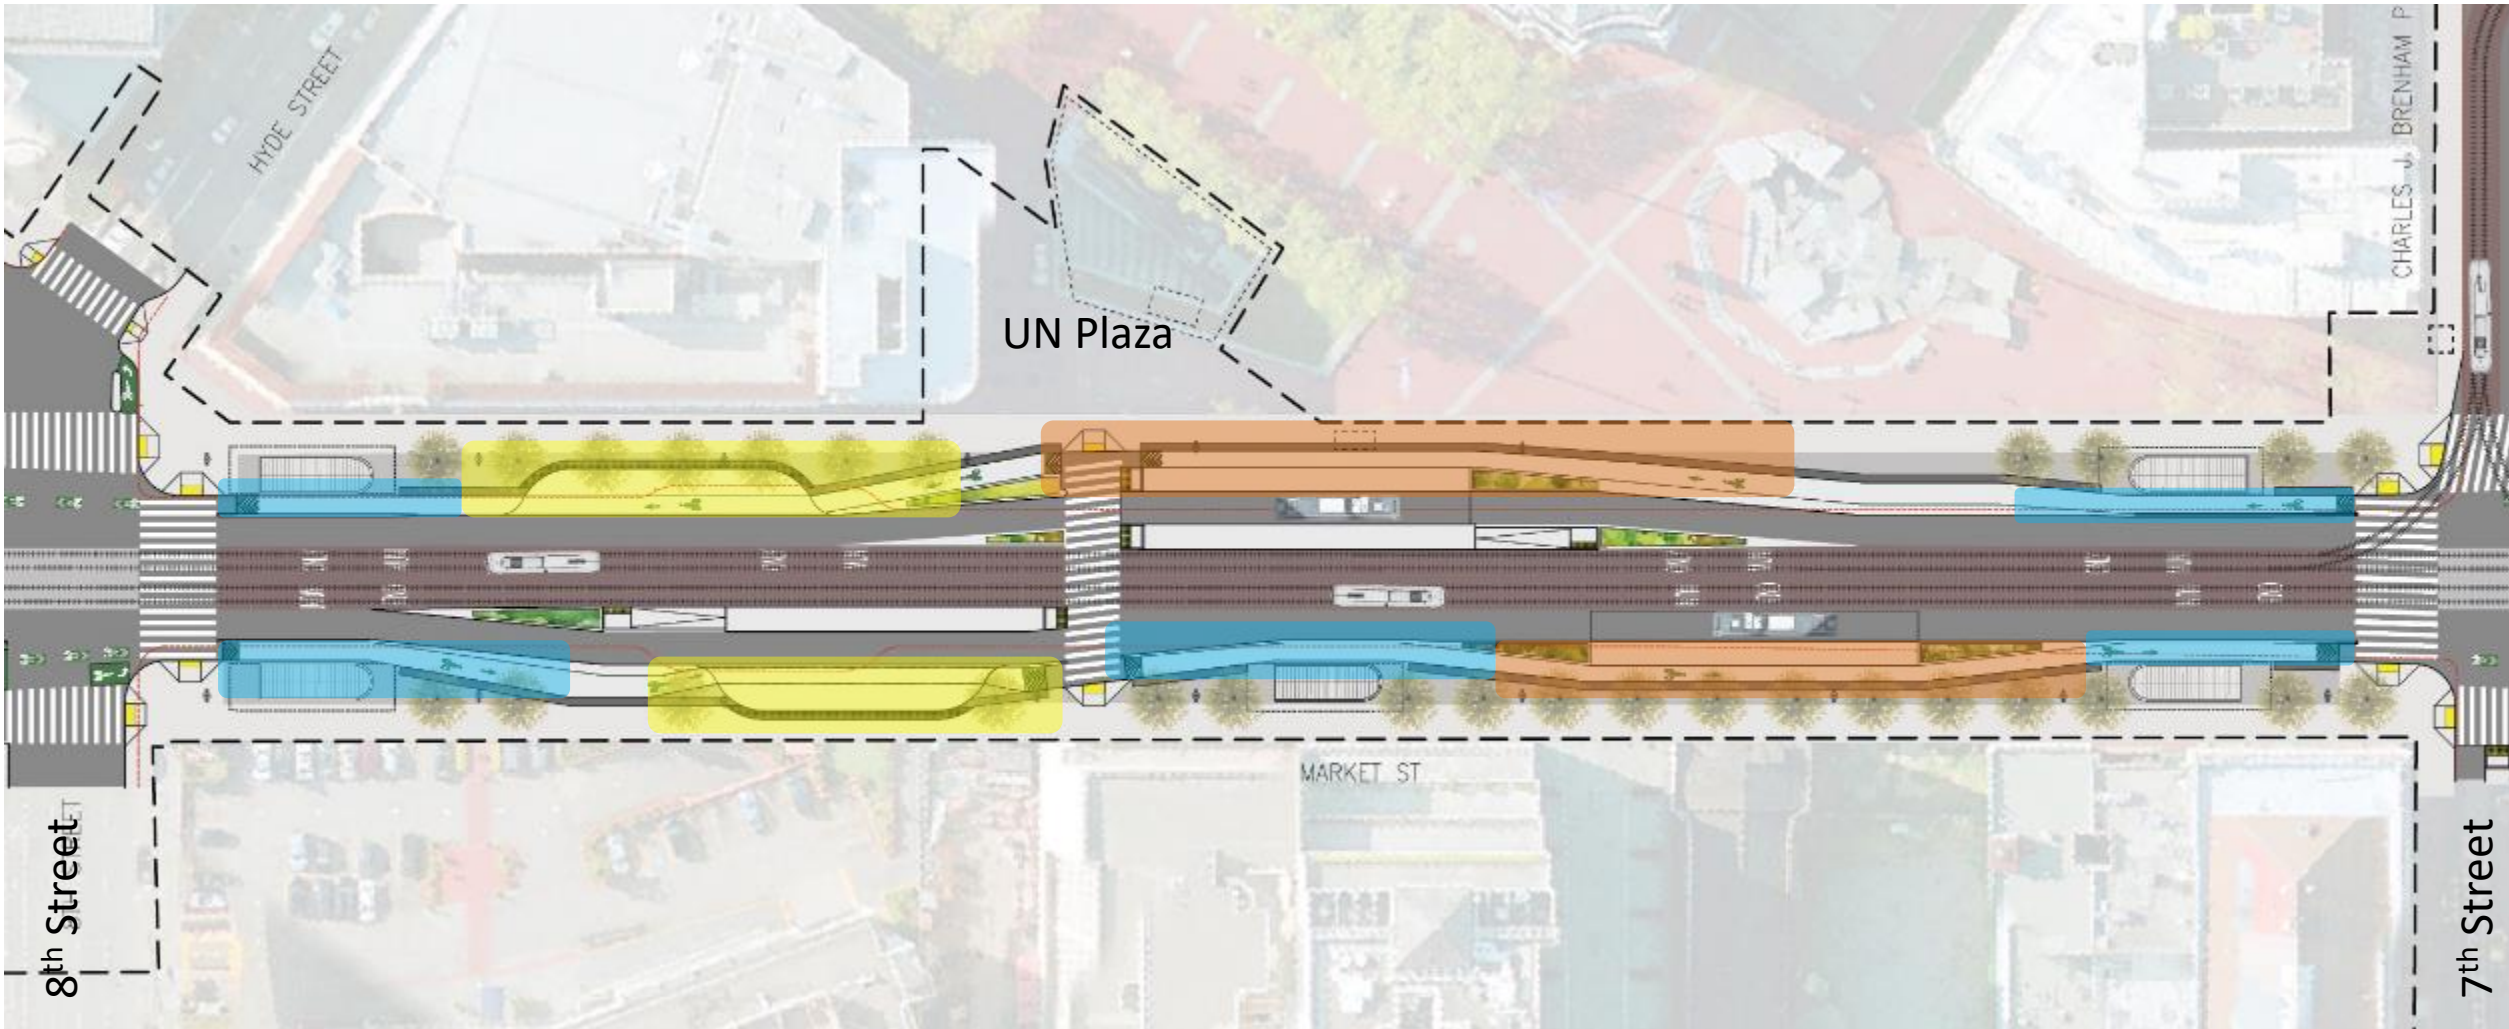 HYDE STREET
CHARLES J. BRENHAM P
UN Plaza
MARKET ST
8th Street
7th Street